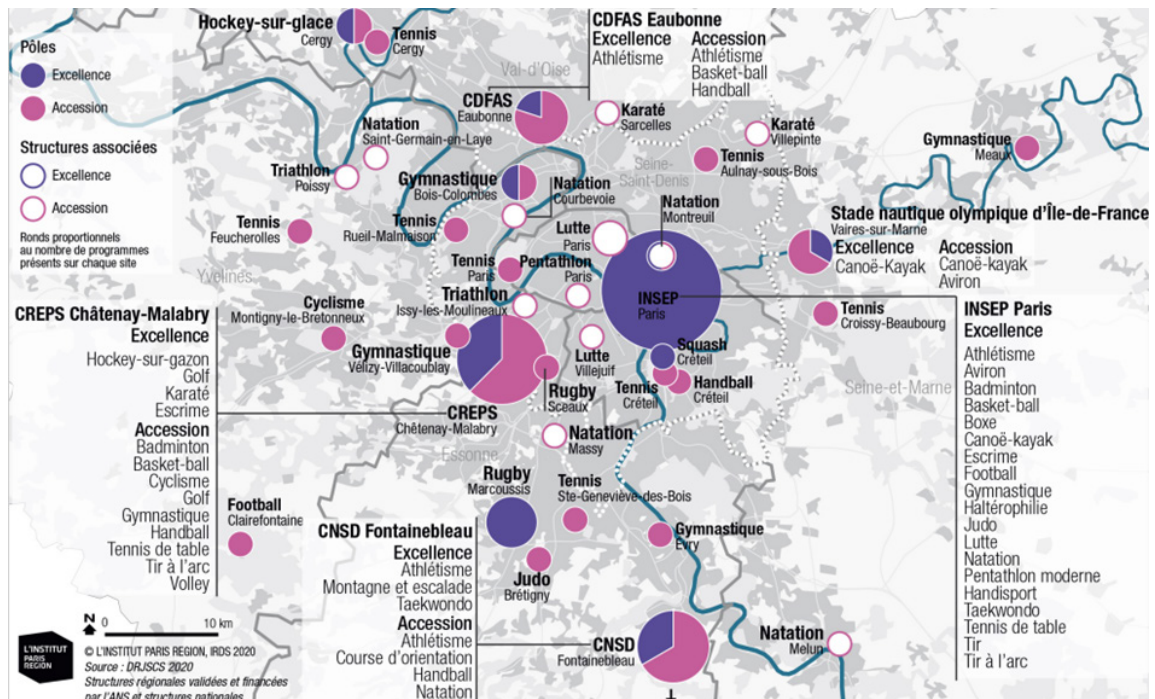 Pôles
Excellence
Accession
Structures associées
Excellence
Accession
Ronds proportionnels
au nombre de programmes
présents sur chaque site
Hockey-sur-glace
Cergy
Tennis
Cergy
CDFAS Eaubonne
Excellence
Athlétisme
Accession
Athlétisme
Basket-ball
Handball
Val-d'Oise
CDFAS
Eaubonne
Karaté
Sarcelles
Karaté
Villepinte
Natation
Saint-Germain-en-Laye
Triathlon
Poissy
Gymnastique
Bois-Colombes
Natation
Courbevoie
Seine-
Saint-Denis
Tennis
Aulnay-sous-Bois
Gymnastique
Meaux
Tennis
Feucherolles
Tennis
Rueil-Malmaison
Lutte
Paris
Natation
Montreuil
Stade nautique olympique d'Île-de-France
Vaires-sur-Marne
Excellence
Canoë-Kayak
Accession
Canoë-kayak
Aviron
Yvelines
Tennis
Paris
Pentathlon
Paris
Triathlon
Issy-les-Moulineaux
INSEP
Paris
Cyclisme
Montigny-le-Bretonneux
Gymnastique
Vélizy-Villacoublay
Lutte
Villejuif
Squash
Créteil
Tennis
Créteil
Handball
Créteil
Tennis
Croissy-Beaubourg
Seine-et-Marne
Rugby
Sceaux
CREPS
Châtenay-Malabry
Natation
Massy
Essonne
CREPS Châtenay-Malabry
Excellence
Hockey-sur-gazon
Golf
Karaté
Escrime
Accession
Badminton
Basket-ball
Cyclisme
Golf
Gymnastique
Handball
Tennis de table
Tir à l'arc
Volley
Football
Clairefontaine
Rugby
Marcoussis
Tennis
Ste-Geneviève-des-Bois
Gymnastique
Évry
Judo
Brétigny
CNSD Fontainebleau
Excellence
Athlétisme
Montagne et escalade
Taekwondo
Accession
Athlétisme
Course d'orientation
Handball
Natation
CNSD
Fontainebleau
Natation
Melun
INSEP Paris
Excellence
Athlétisme
Aviron
Badminton
Basket-ball
Boxe
Canoë-kayak
Escrime
Football
Gymnastique
Haltérophilie
Judo
Lutte
Natation
Pentathlon moderne
Handisport
Taekwondo
Tennis de table
Tir
Tir à l'arc
N
0 10 km
L'INSTITUT
PARIS
REGION
© L'INSTITUT PARIS REGION, IRDS 2020
Source : DRJSCS 2020
Structures régionales validées et financées
par l'ANS et structures nationales